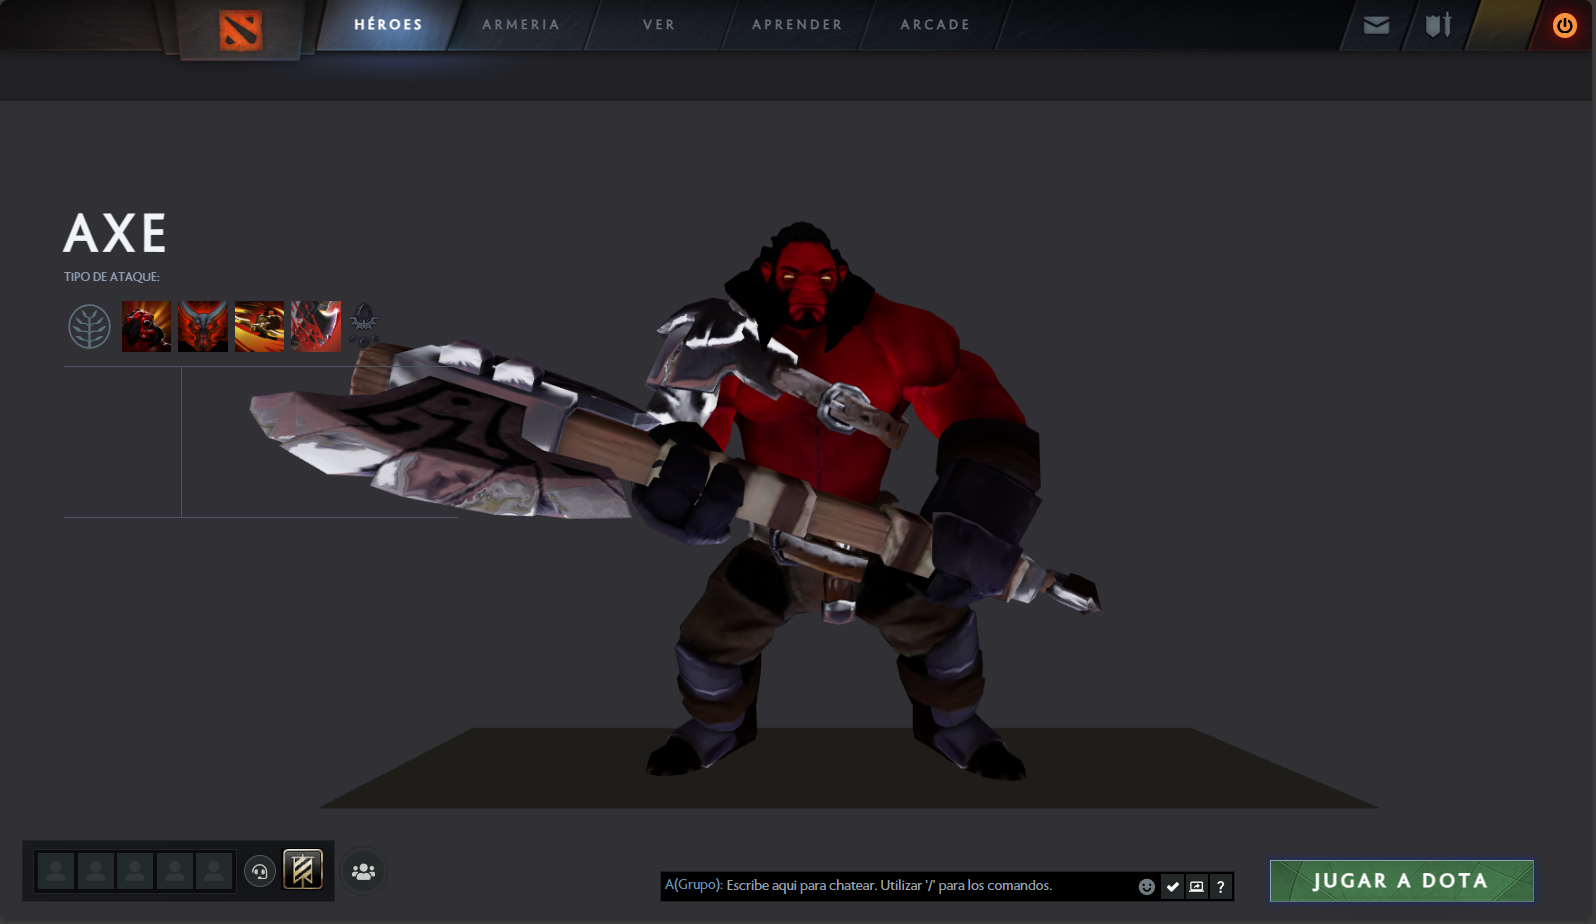 HÉROES
ARMERIA
VER
APRENDER
ARCADE
AXE
TIPO DE ATAQUE:
A(Grupo): Escribe aqui para chatear. Utilizar '/' para los comandos.
?
JUGAR A DOTA